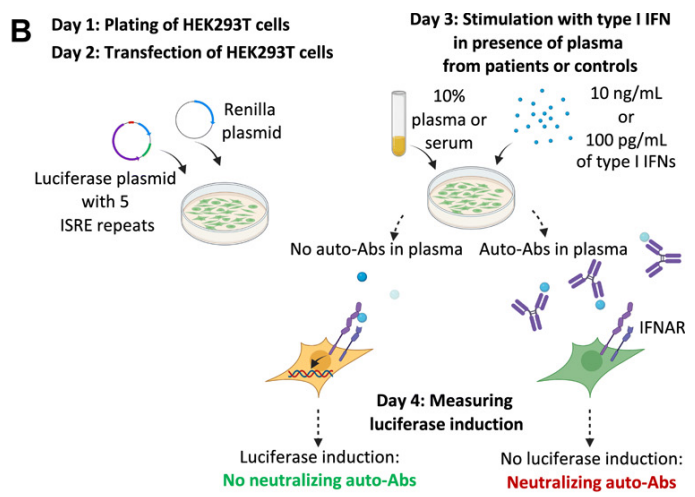 B
Day 1: Plating of HEK293T cells
Day 2: Transfection of HEK293T cells
Renilla
plasmid
Luciferase plasmid
with 5
ISRE repeats
Day 3: Stimulation with type I IFN
in presence of plasma
from patients or controls
10%
plasma or
serum
10 ng/mL
or
100 pg/mL
of type I IFNs
No auto-Abs in plasma
Auto-Abs in plasma
IFNAR
Day 4: Measuring
luciferase induction
Luciferase induction:
No neutralizing auto-Abs
No luciferase induction:
Neutralizing auto-Abs